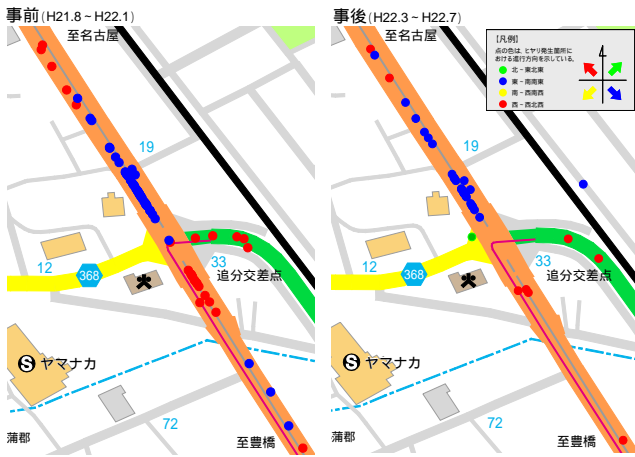 事前(H21.8～H22.1)
至名古屋
19
12
368
33
追分交差点
S ヤマナカ
72
蒲郡
至豊橋
事後(H22.3～H22.7)
至名古屋
[凡例]
点の色は、ヒヤリ発生箇所に
おける進行方向を示している。
北－東北東
東－南南東
南－西南西
西－西北西
19
12
368
33
追分交差点
S ヤマナカ
72
蒲郡
至豊橋